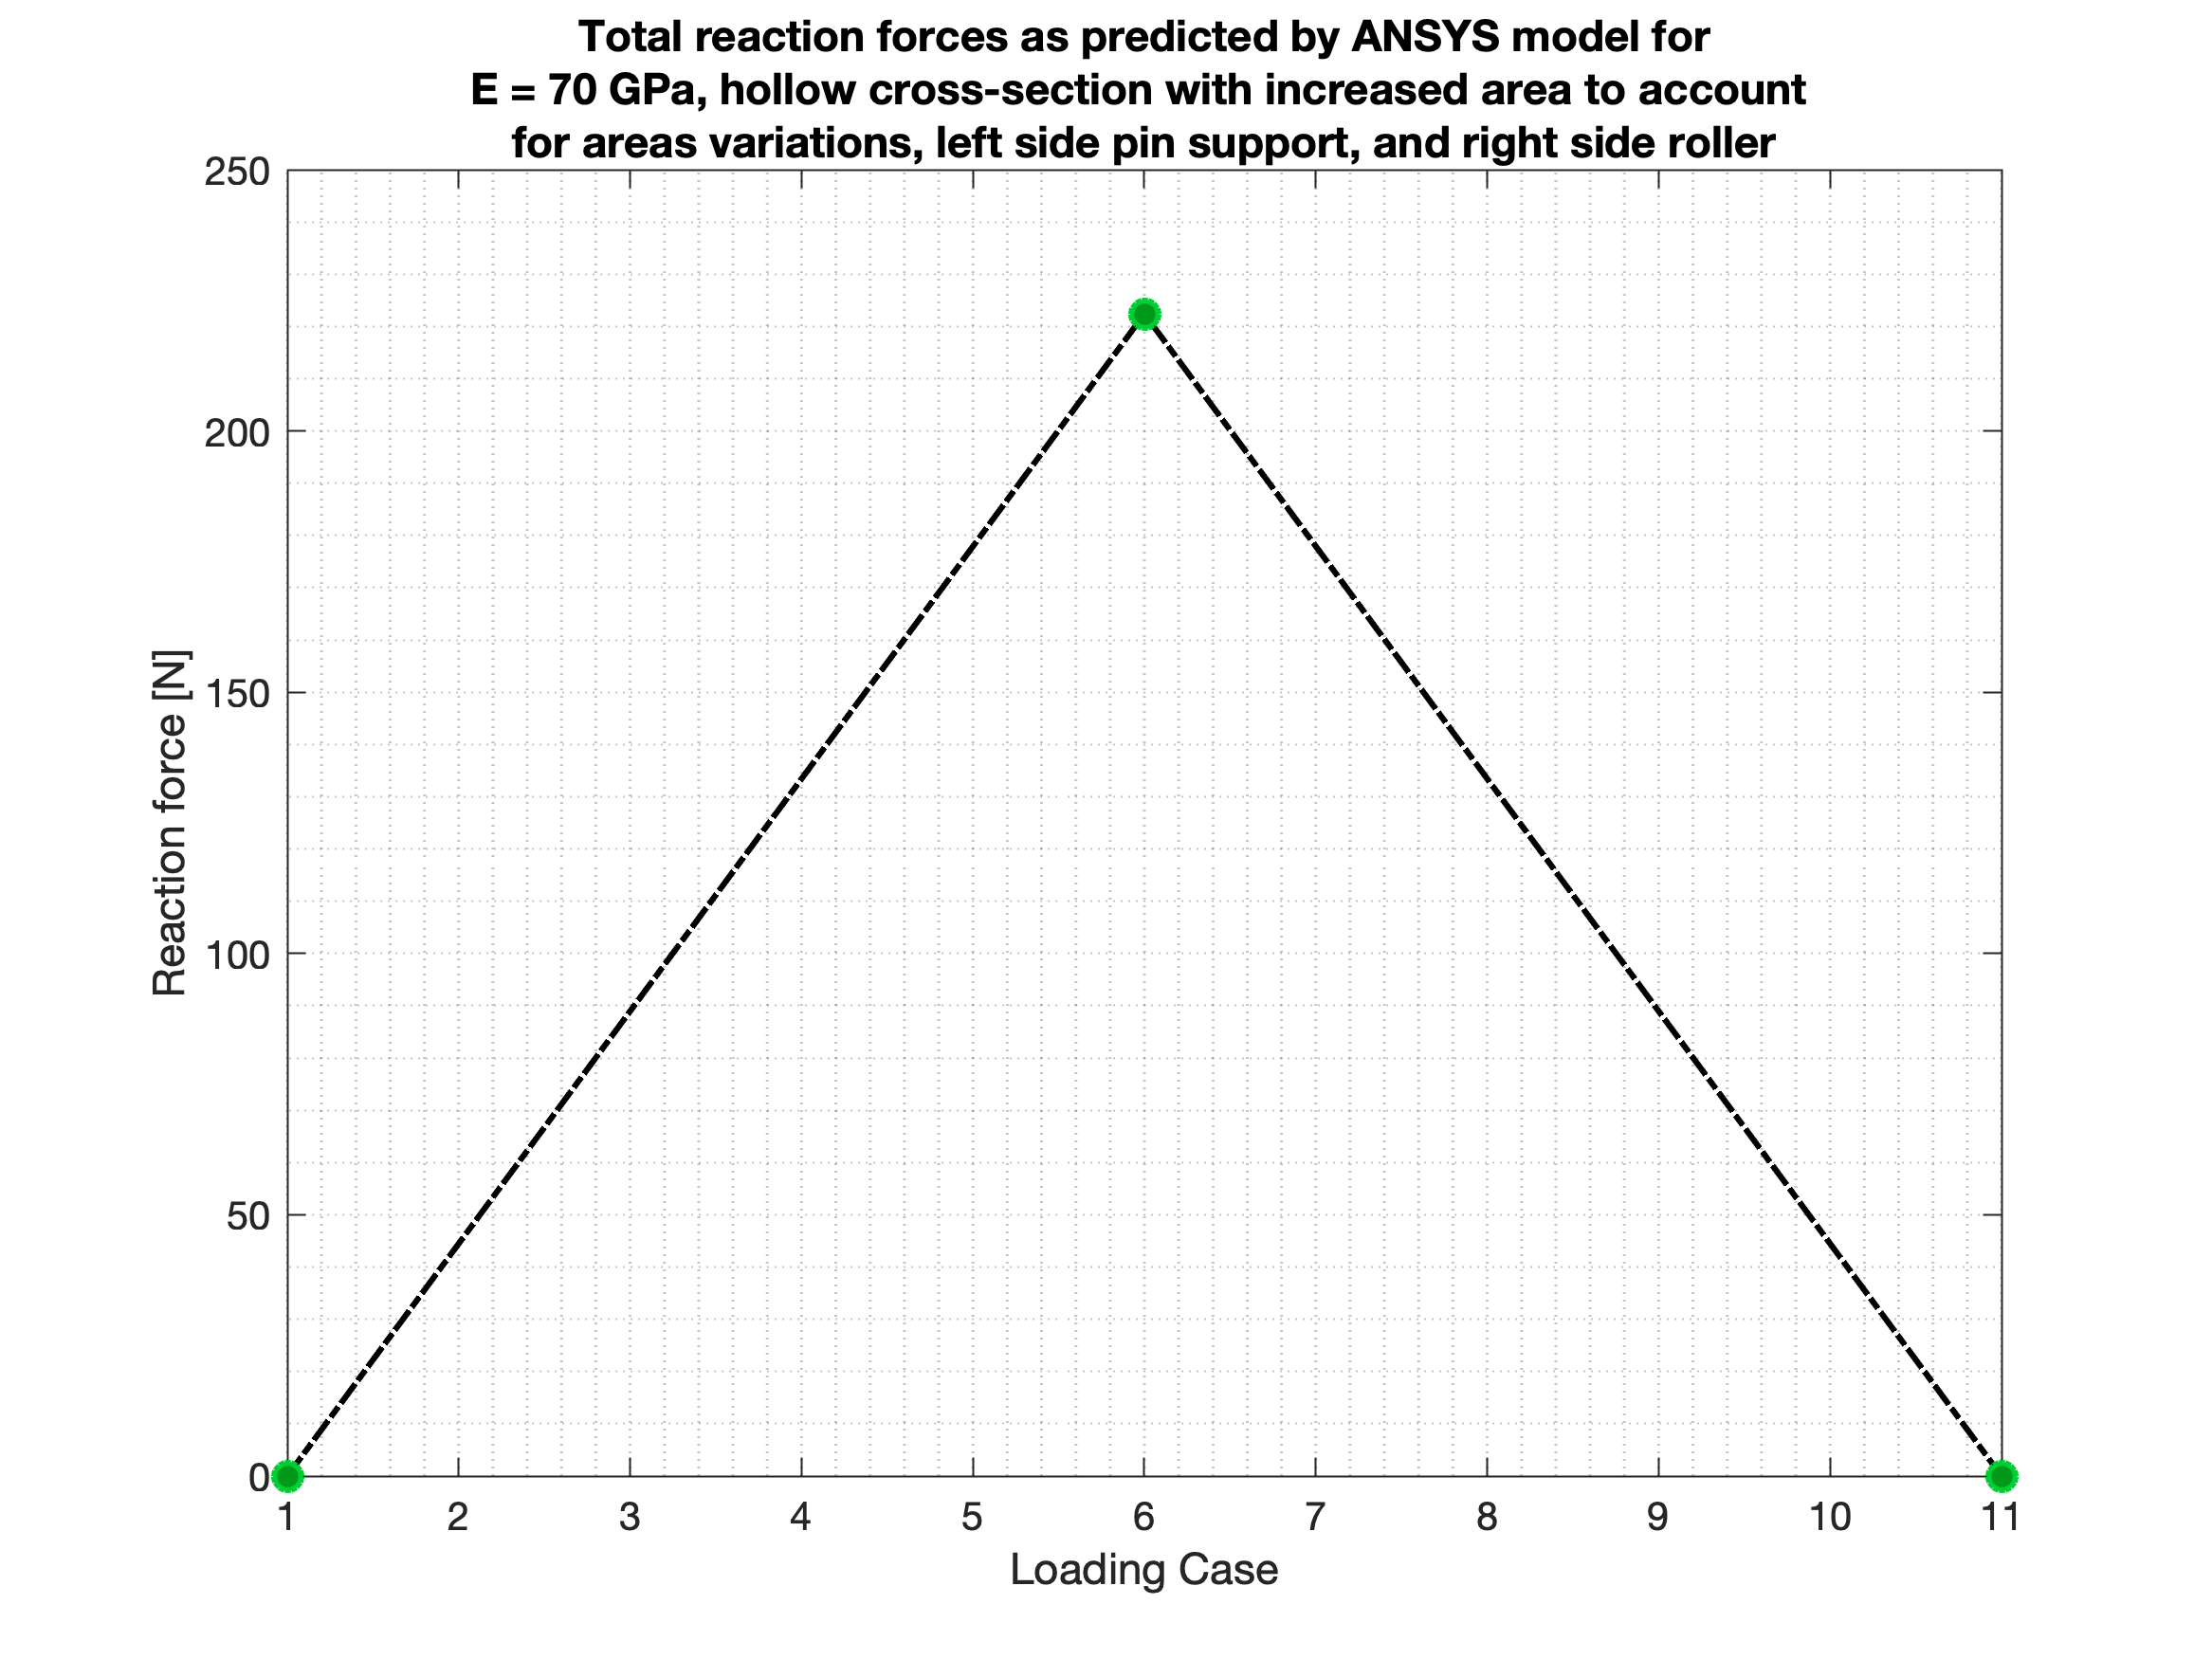 Total reaction forces as predicted by ANSYS model for
E = 70 GPa, hollow cross-section with increased area to account
for areas variations, left side pin support, and right side roller
250
200
150
100
50
0
Reaction force [N]
1 2 3 4 5 6 7 8 9 10 11
Loading Case